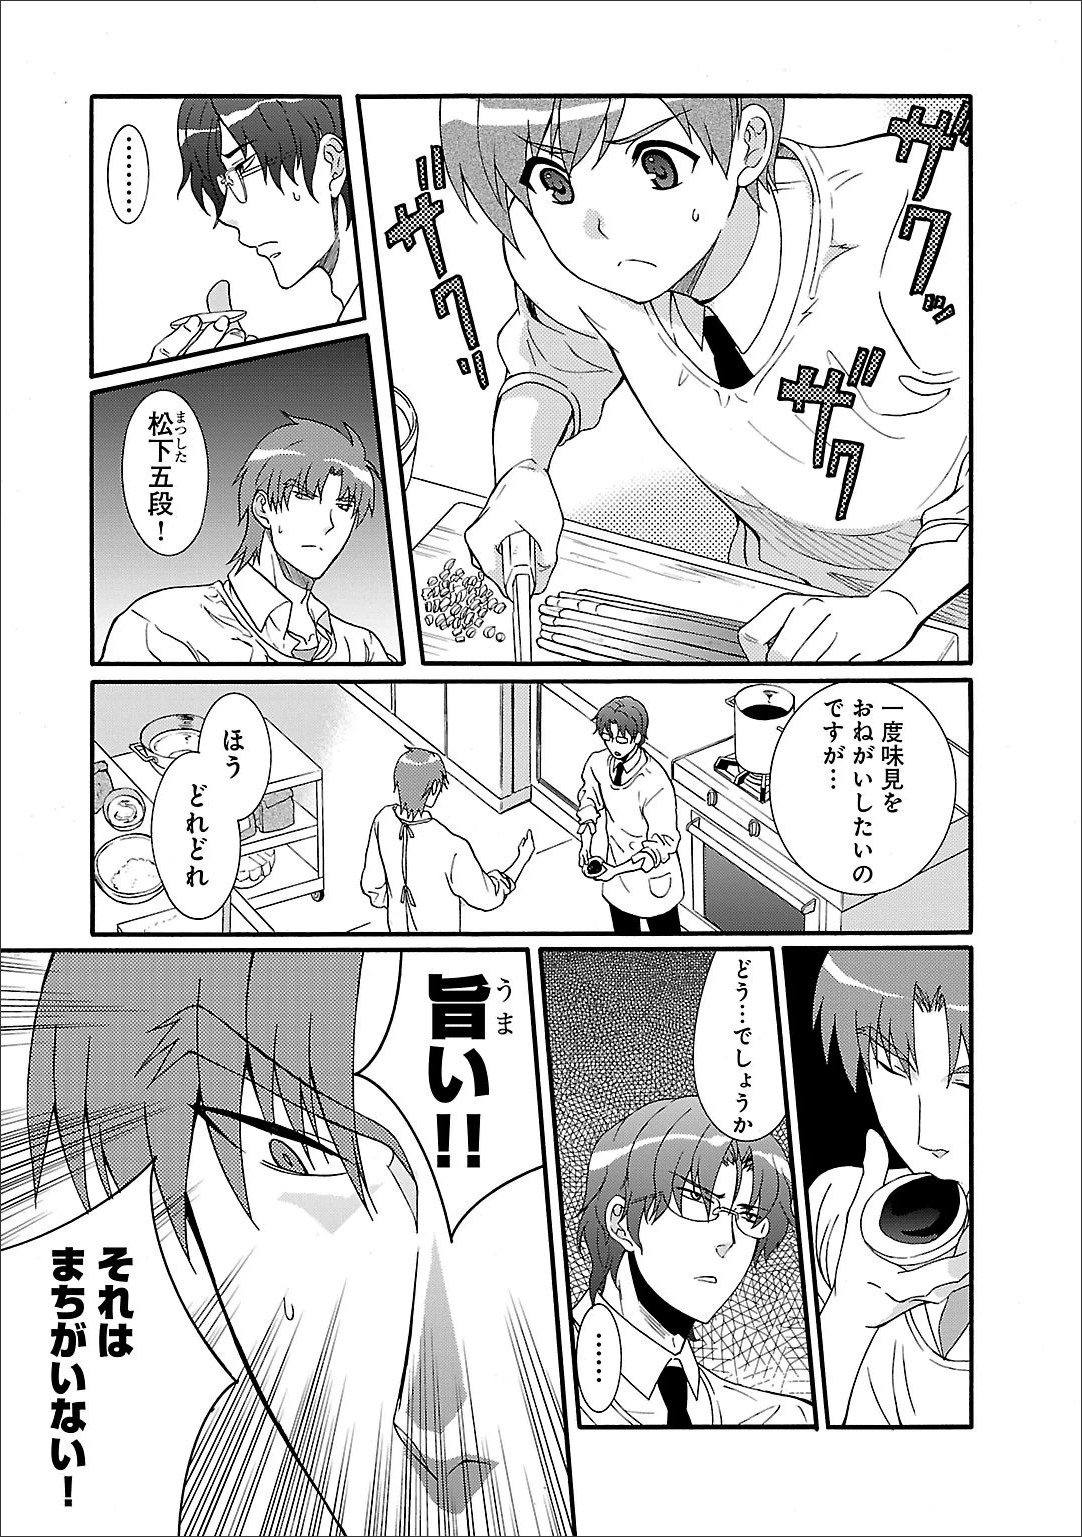 ザクッ
ザク
ザクッ
ザク
………
松下五段！
まつした
一度味見を
おねがいしたいの
ですが…
ほう
どれどれ
どう…でしょうか
……
旨い!!
うま
それは
まちがいない！